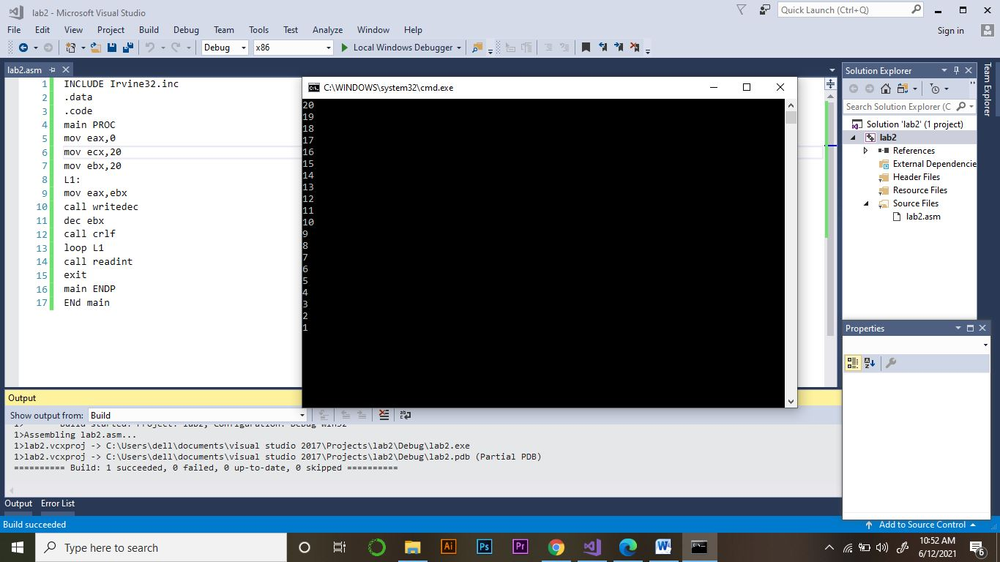 lab2 - Microsoft Visual Studio
Quick Launch (Ctrl+Q)
File Edit View Project Build Debug Team Tools Test Analyze Window Help
Sign in
Debug x86 Local Windows Debugger
lab2.asm
1 INCLUDE Irvine32.inc
2 .data
3 .code
4 main PROC
5 mov eax,0
6 mov ecx,20
7 mov ebx,20
8 L1:
9 mov eax,ebx
10 call writedec
11 dec ebx
12 call crlf
13 loop L1
14 call readint
15 exit
16 main ENDP
17 ENd main
C:\WINDOWS\system32\cmd.exe
20
19
18
17
16
15
14
13
12
11
10
9
8
7
6
5
4
3
2
1
Solution Explorer
Search Solution Explorer (C
Solution 'lab2' (1 project)
lab2
References
External Dependencie
Header Files
Resource Files
Source Files
lab2.asm
Team Explorer
Properties
Output
Show output from: Build
1> Build started: Project: lab2, Configuration: Debug Win32
1>Assembling lab2.asm...
1>lab2.vcxproj -> C:\Users\dell\documents\visual studio 2017\Projects\lab2\Debug\lab2.exe
1>lab2.vcxproj -> C:\Users\dell\documents\visual studio 2017\Projects\lab2\Debug\lab2.pdb (Partial PDB)
========== Build: 1 succeeded, 0 failed, 0 up-to-date, 0 skipped ==========
Output Error List
Build succeeded
Add to Source Control
Type here to search
Ai Ps Pr
10:52 AM
6/12/2021
6